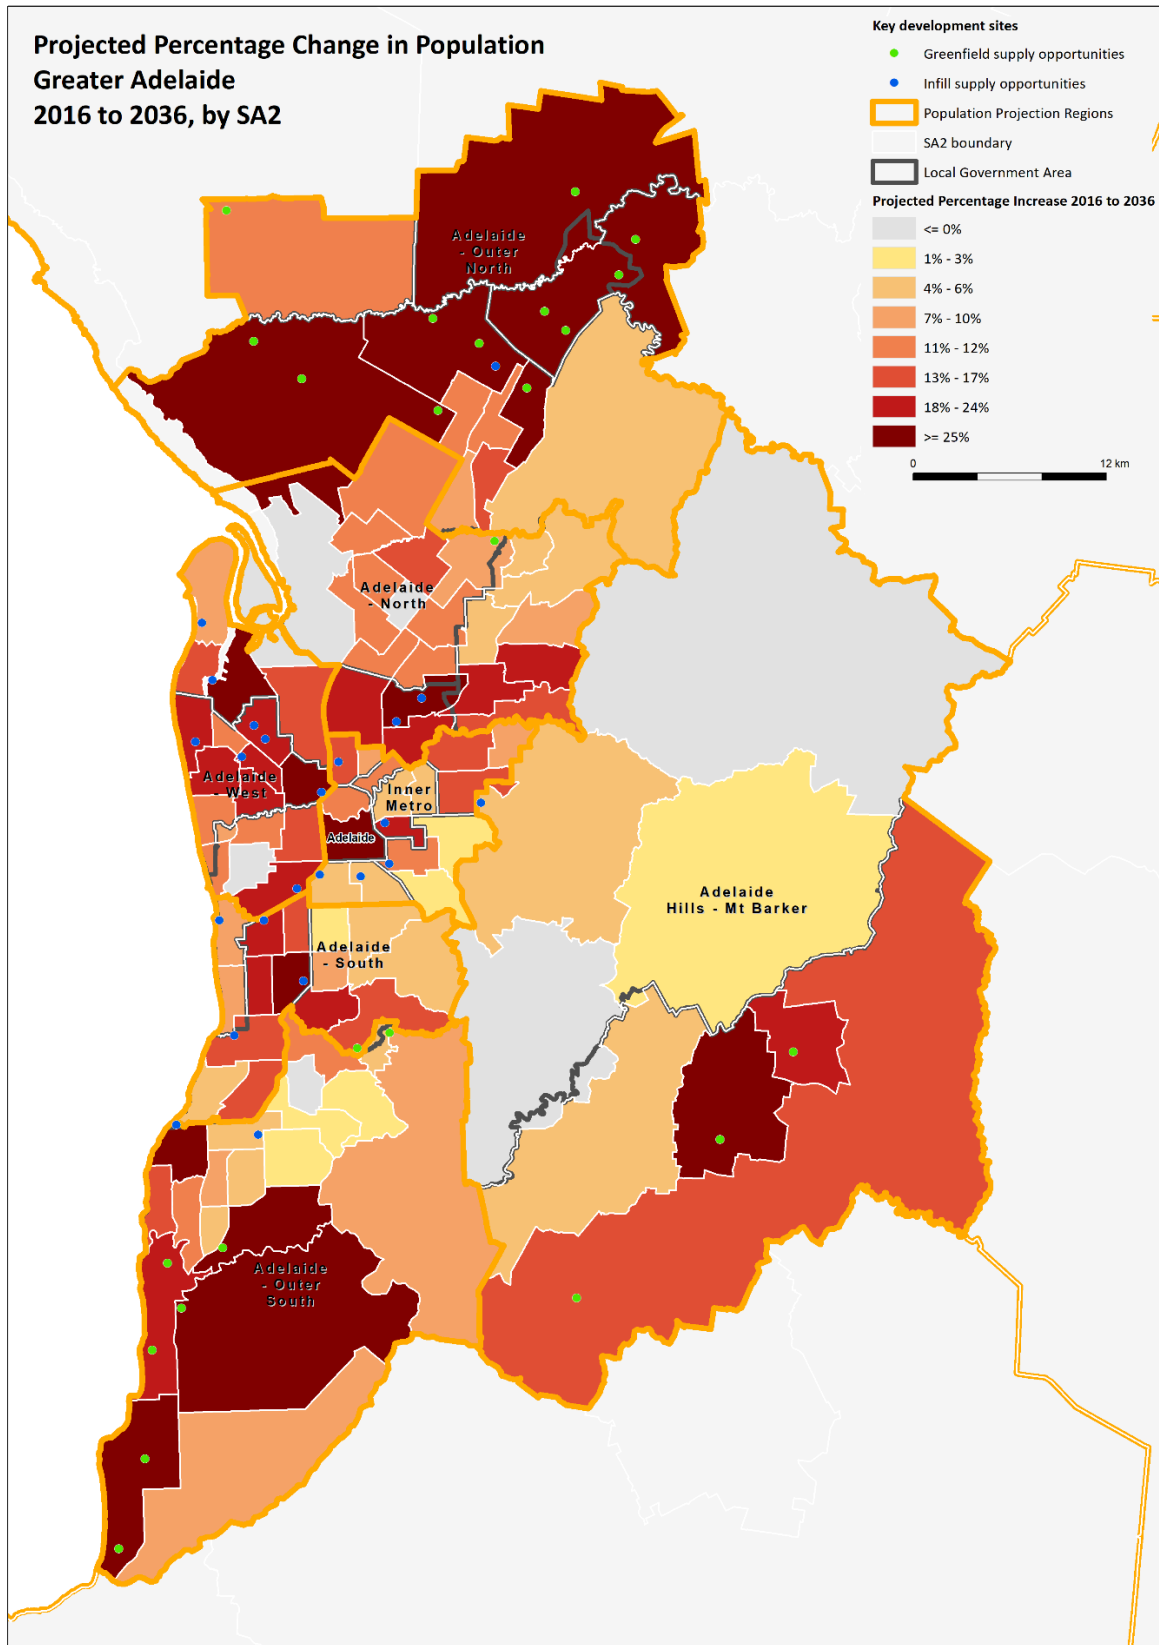 Projected Percentage Change in Population
Greater Adelaide
2016 to 2036, by SA2
Key development sites
Greenfield supply opportunities
Infill supply opportunities
Population Projection Regions
SA2 boundary
Local Government Area
Projected Percentage Increase 2016 to 2036
<= 0%
1% - 3%
4% - 6%
7% - 10%
11% - 12%
13% - 17%
18% - 24%
>= 25%
0 12 km
Adelaide
- Outer
North
Adelaide
- North
Adelaide
- West
Inner
Metro
Adelaide
Adelaide
Hills - Mt Barker
Adelaide
- South
Adelaide
- Outer
South